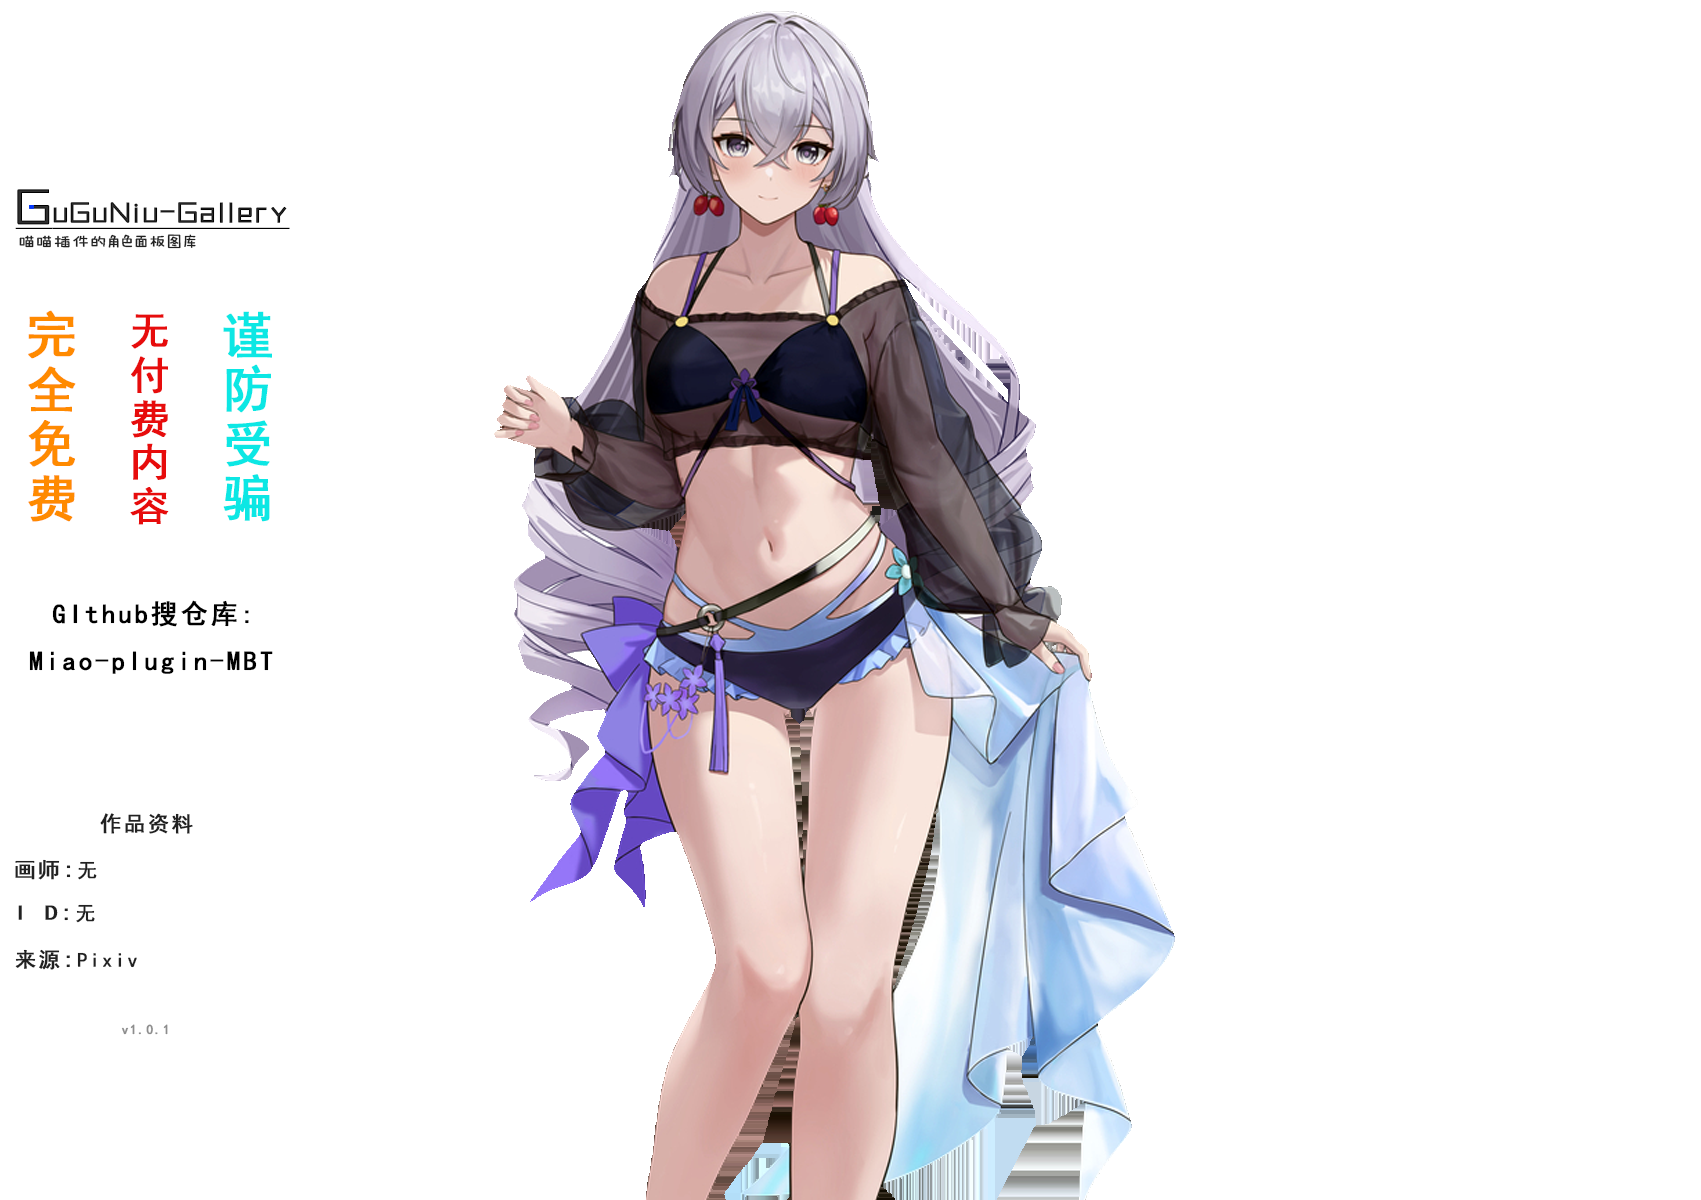 GuGuNiu-Gallery
喵喵插件的角色面板图库
完全免费
无付费内容
谨防受骗
GIthub搜仓库:
Miao-plugin-MBT
作品资料
画师:无
I D:无
来源:Pixiv
v1.0.1